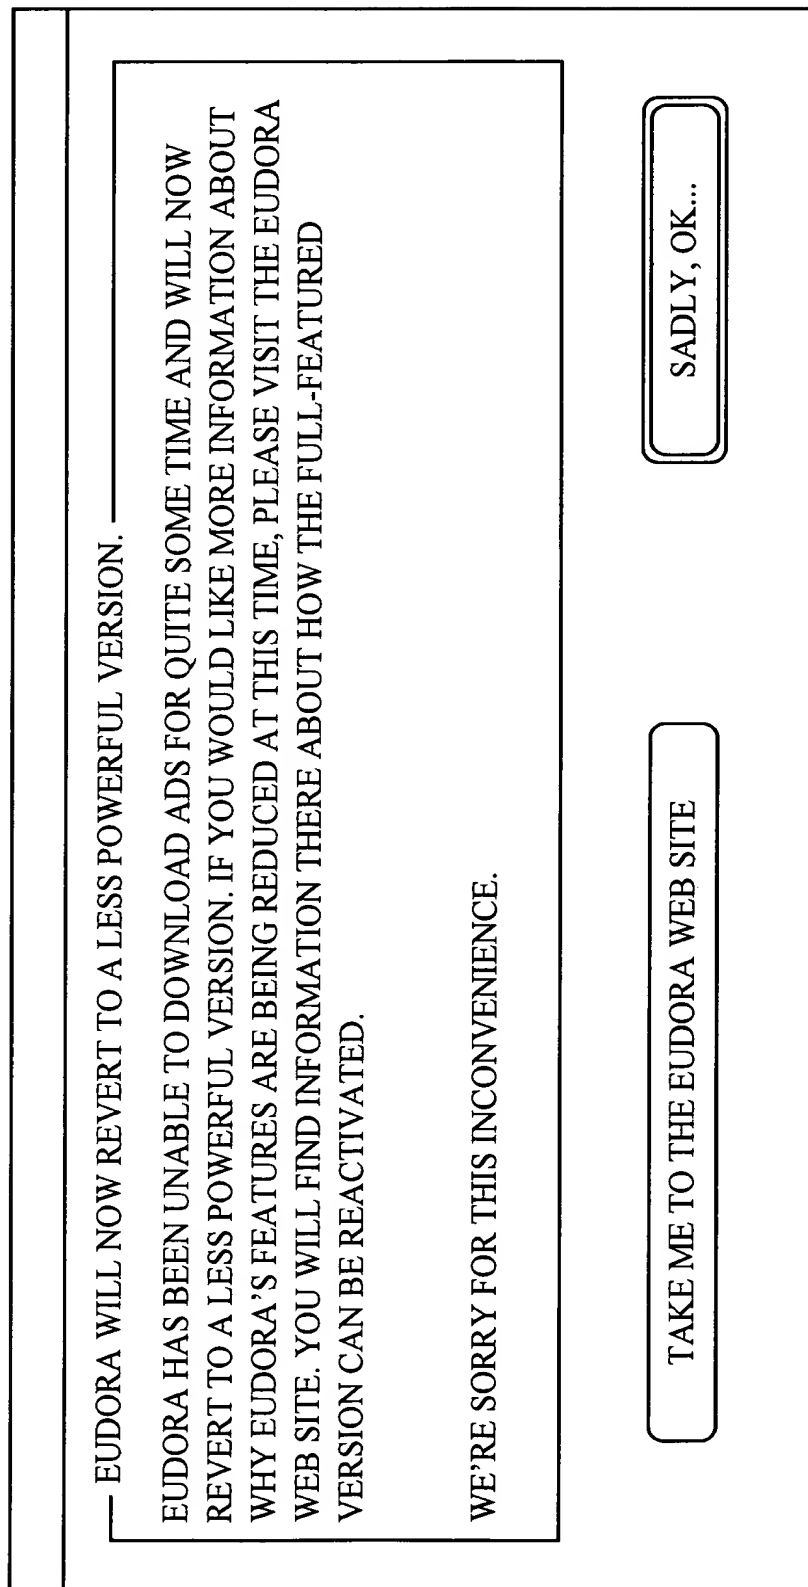 EUDORA WILL NOW REVERT TO A LESS POWERFUL VERSION.
EUDORA HAS BEEN UNABLE TO DOWNLOAD ADS FOR QUITE SOME TIME AND WILL NOW
REVERT TO A LESS POWERFUL VERSION. IF YOU WOULD LIKE MORE INFORMATION ABOUT
WHY EUDORA'S FEATURES ARE BEING REDUCED AT THIS TIME, PLEASE VISIT THE EUDORA
WEB SITE. YOU WILL FIND INFORMATION THERE ABOUT HOW THE FULL-FEATURED
VERSION CAN BE REACTIVATED.
WE'RE SORRY FOR THIS INCONVENIENCE.
TAKE ME TO THE EUDORA WEB SITE
SADLY, OK...